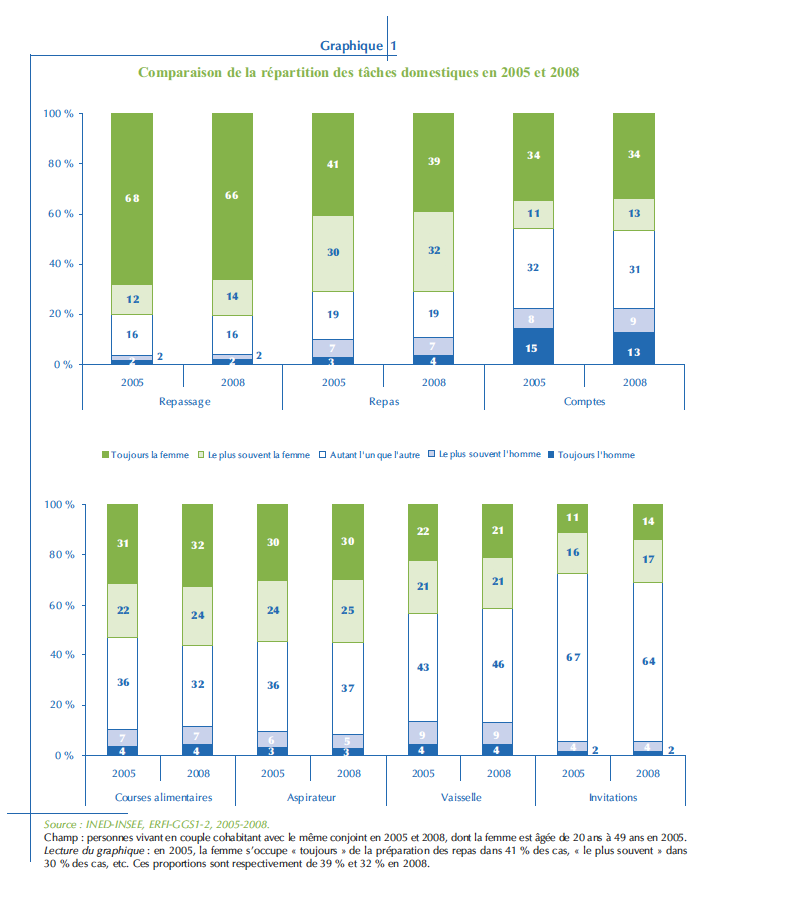 Graphique 1
Comparaison de la répartition des tâches domestiques en 2005 et 2008
100 %
80 %
60 %
40 %
20 %
0 %
68 66 41 39 34 34
12 14 30 32 11 13
16 16 19 19 32 31
2 2 7 7 8 9
2 2 3 4 15 13
2005 2008 2005 2008 2005 2008
Repassage Repas Comptes
Toujours la femme Le plus souvent la femme Autant l'un que l'autre Le plus souvent l'homme Toujours l'homme
100 %
80 %
60 %
40 %
20 %
0 %
31 32 30 30 22 21 11 14
22 24 24 25 21 21 16 17
36 32 36 37 43 46 67 64
7 7 6 5 9 9 4 4
4 4 3 3 4 4 2 2
2005 2008 2005 2008 2005 2008 2005 2008
Courses alimentaires Aspirateur Vaisselle Invitations
Source : INED-INSEE, ERFI-GGS1-2, 2005-2008.
Champ : personnes vivant en couple cohabitant avec le même conjoint en 2005 et 2008, dont la femme est âgée de 20 ans à 49 ans en 2005.
Lecture du graphique : en 2005, la femme s'occupe « toujours » de la préparation des repas dans 41 % des cas, « le plus souvent » dans
30 % des cas, etc. Ces proportions sont respectivement de 39 % et 32 % en 2008.